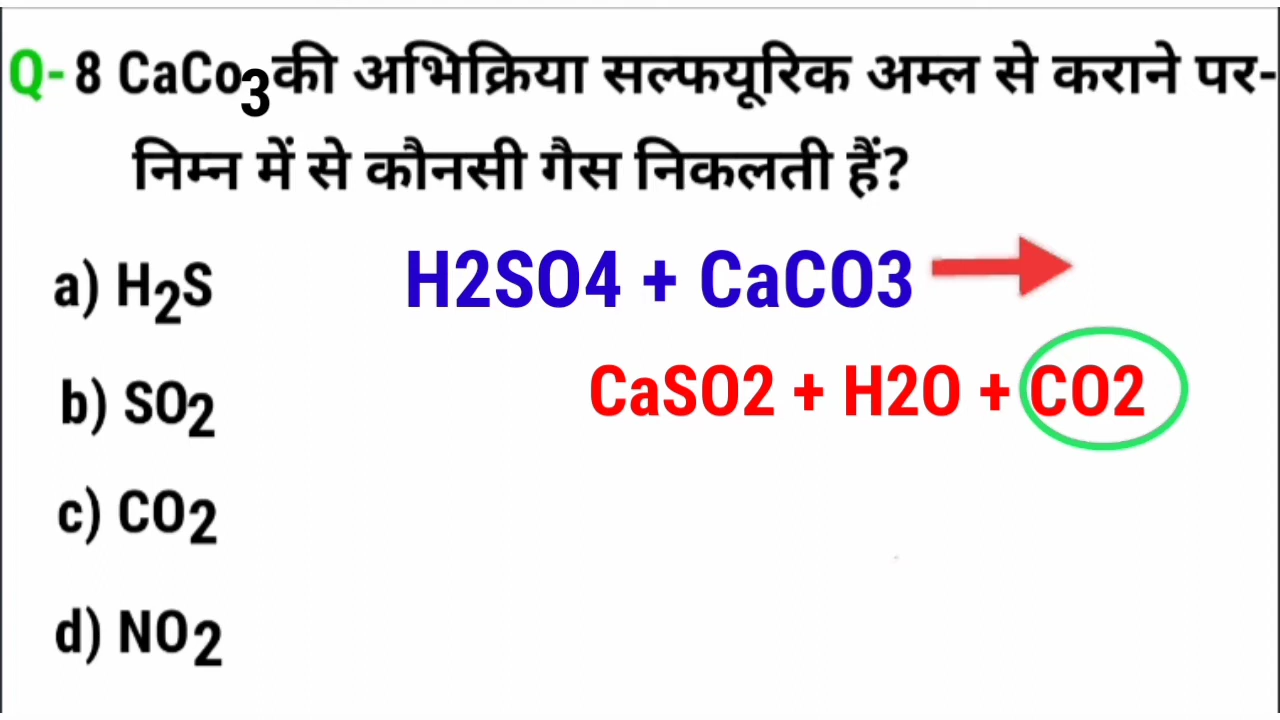 Q- 8 CaCo3की अभिक्रिया सल्फयूरिक अम्ल से कराने पर-
निम्न में से कौनसी गैस निकलती हैं?
a) H2S
H2SO4 + CaCO3
b) SO2
CaSO2 + H2O + CO2
c) CO2
d) NO2